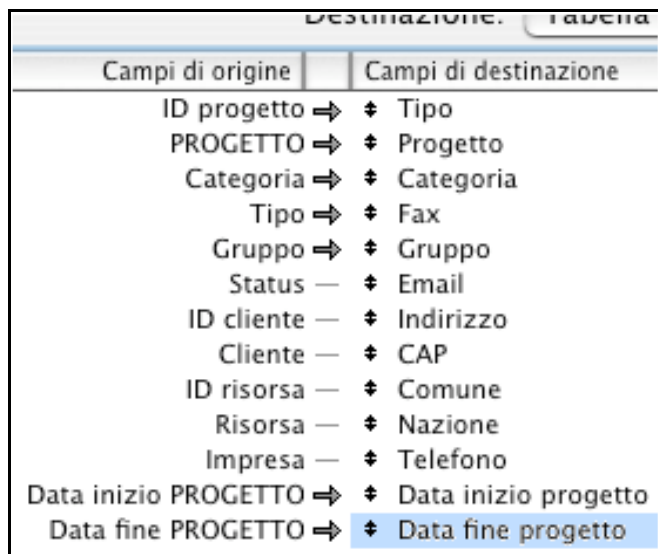 Destinazione: Tabella
Campi di origine Campi di destinazione
ID progetto Tipo
PROGETTO Progetto
Categoria Categoria
Tipo Fax
Gruppo Gruppo
Status Email
ID cliente Indirizzo
Cliente CAP
ID risorsa Comune
Risorsa Nazione
Impresa Telefono
Data inizio PROGETTO Data inizio progetto
Data fine PROGETTO Data fine progetto